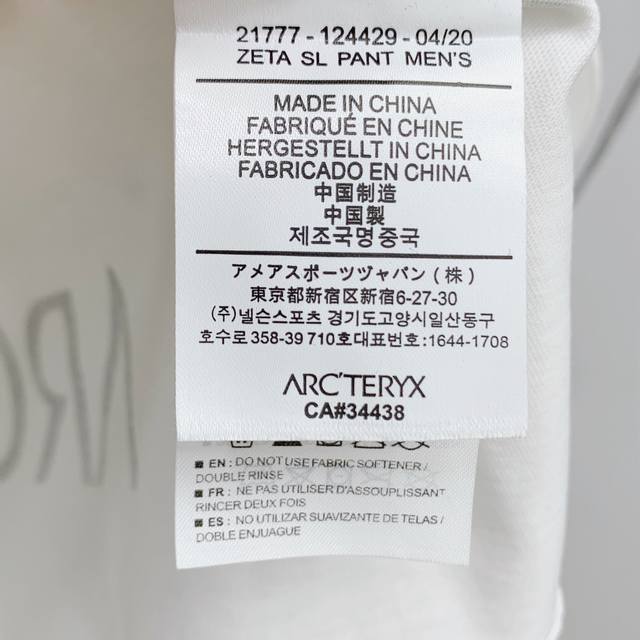 21777 - 124429 - 04/20
ZETA SL PANT MEN'S
MADE IN CHINA
FABRIQUÉ EN CHINE
HERGESTELLT IN CHINA
FABRICADO EN CHINA
中国制造
中国製
제조국명 중국
アメアスポーツヅャバン ( 株 )
東京都新宿区新宿6-27-30
(주)넬슨스포츠 경기도고양시일산동구
호수로 358-39 710호대표번호:1644-1708
ARC'TERYX
CA#34438
EN : DO NOT USE FABRIC SOFTENER /
DOUBLE RINSE
FR : NE PAS UTILISER D'ASSOUPLISSANT
RINCER DEUX FOIS
ES : NO UTILIZAR SUAVIZANTE DE TELAS /
DOBLE ENJUAGUE
ARC